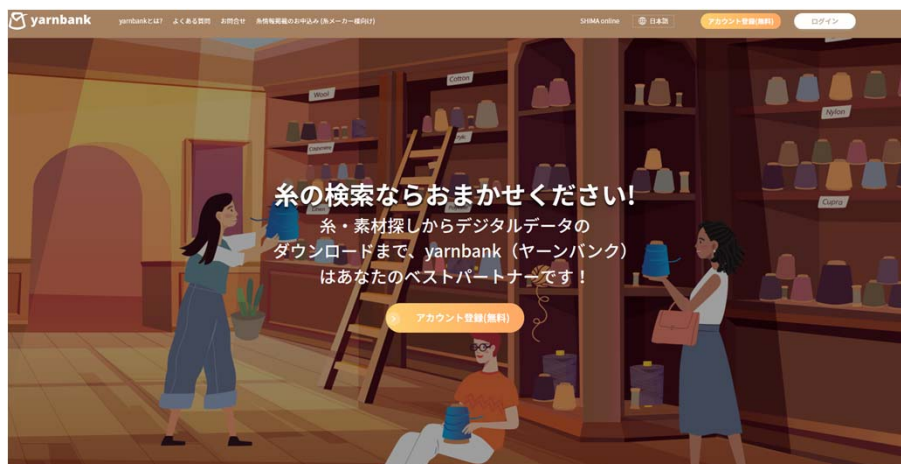 yarnbank
yarnbankとは?
よくある質問
お問合せ
糸情報掲載のお申込み (糸メーカー様向け)
SHIMA online
日本語
アカウント登録(無料)
ログイン
Cotton
Wool
Nylon
Cupra
糸の検索ならおまかせください!
糸・素材探しからデジタルデータの
ダウンロードまで、yarnbank（ヤーンバンク）
はあなたのベストパートナーです！
アカウント登録(無料)